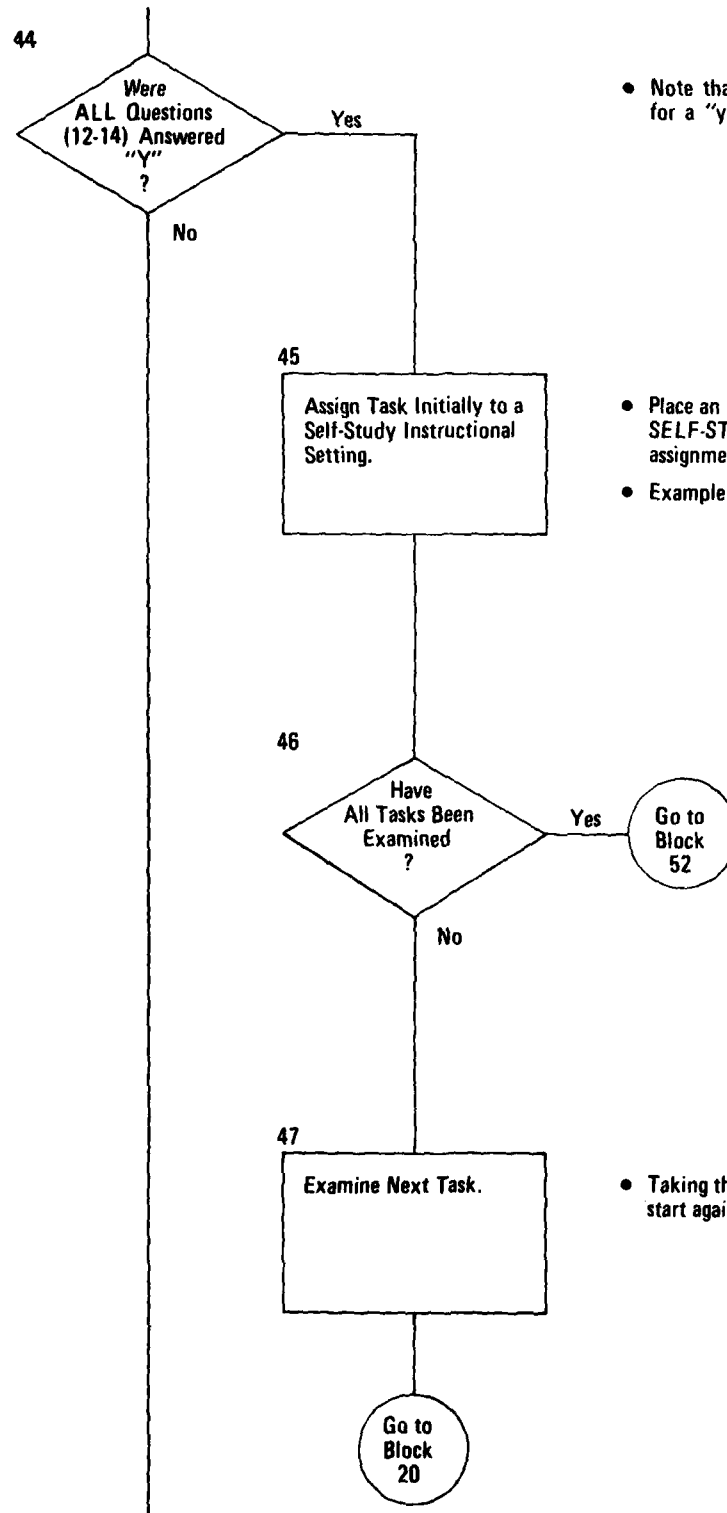 44
Were
ALL Questions
(12-14) Answered
"Y"
?
Yes
No
• Note tha
for a "y
45
Assign Task Initially to a
Self-Study Instructional
Setting.
• Place an
SELF-ST
assignme
• Example
46
Have
All Tasks Been
Examined
?
Yes
Go to
Block
52
No
47
Examine Next Task.
• Taking th
start agai
Go to
Block
20